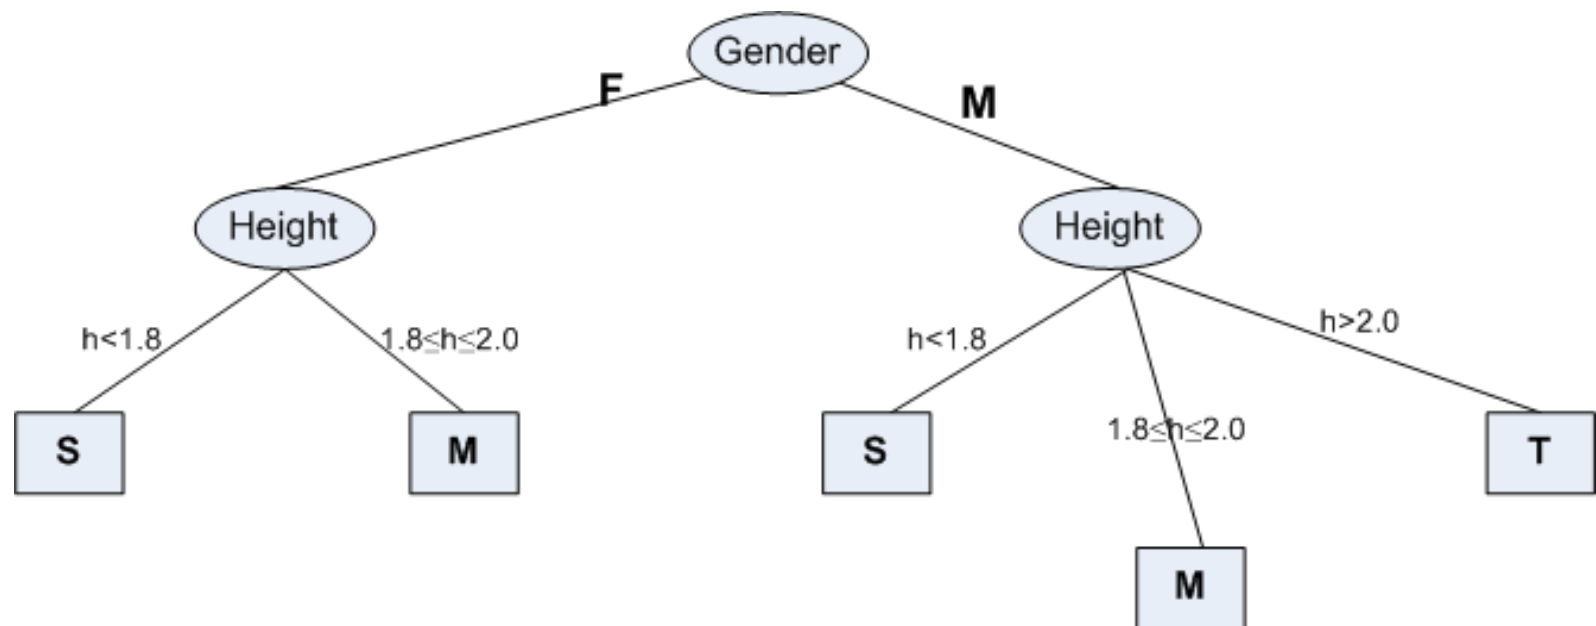 Gender
F
M
Height
Height
h<1.8
1.8≤h≤2.0
h<1.8
1.8≤h≤2.0
h>2.0
S
M
S
M
T